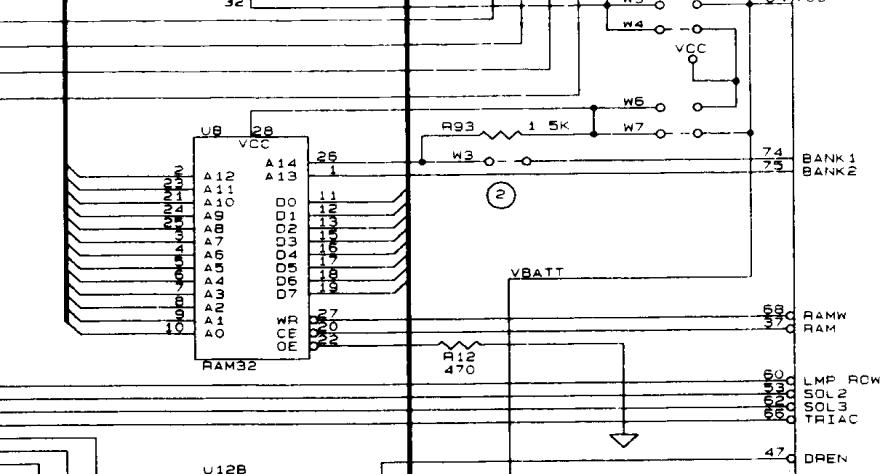 32
W4
VCC
W6
R93 1 5K
W7
U8 28
VCC
A14 26
W3
74 BANK1
A13 1
75 BANK2
2
A12
A11
A10
A9
A8
A7
A6
A5
A4
A3
A2
A1
10 A0
D0 11
D1 12
D2 13
D3 15
D4 16
D5 17
D6 18
D7 19
VBATT
WR 27
CE 20
OE 22
68 RAMW
37 RAM
RAM32
R12
470
60 LMP ROW
53 SOL2
62 SOL3
66 TRIAC
47 DREN
U12B